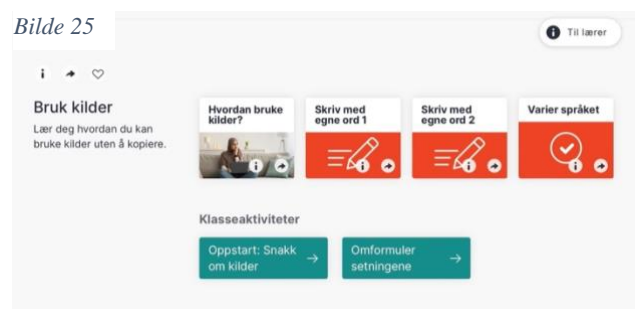 Bilde 25
Til lærer
Bruk kilder
Lær deg hvordan du kan
bruke kilder uten å kopiere.
Hvordan bruke
kilder?
Skriv med
egne ord 1
Skriv med
egne ord 2
Varier språket
Klasseaktiviteter
Oppstart: Snakk
om kilder
Omformuler
setningene